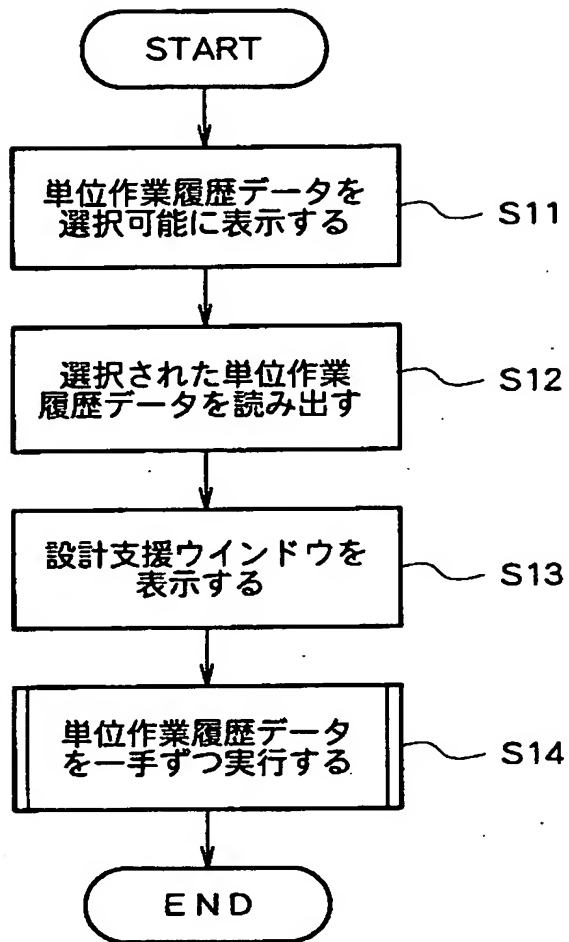 START
単位作業履歴データを
選択可能に表示する
S11
選択された単位作業
履歴データを読み出す
S12
設計支援ウインドウを
表示する
S13
単位作業履歴データ
を一手ずつ実行する
S14
END